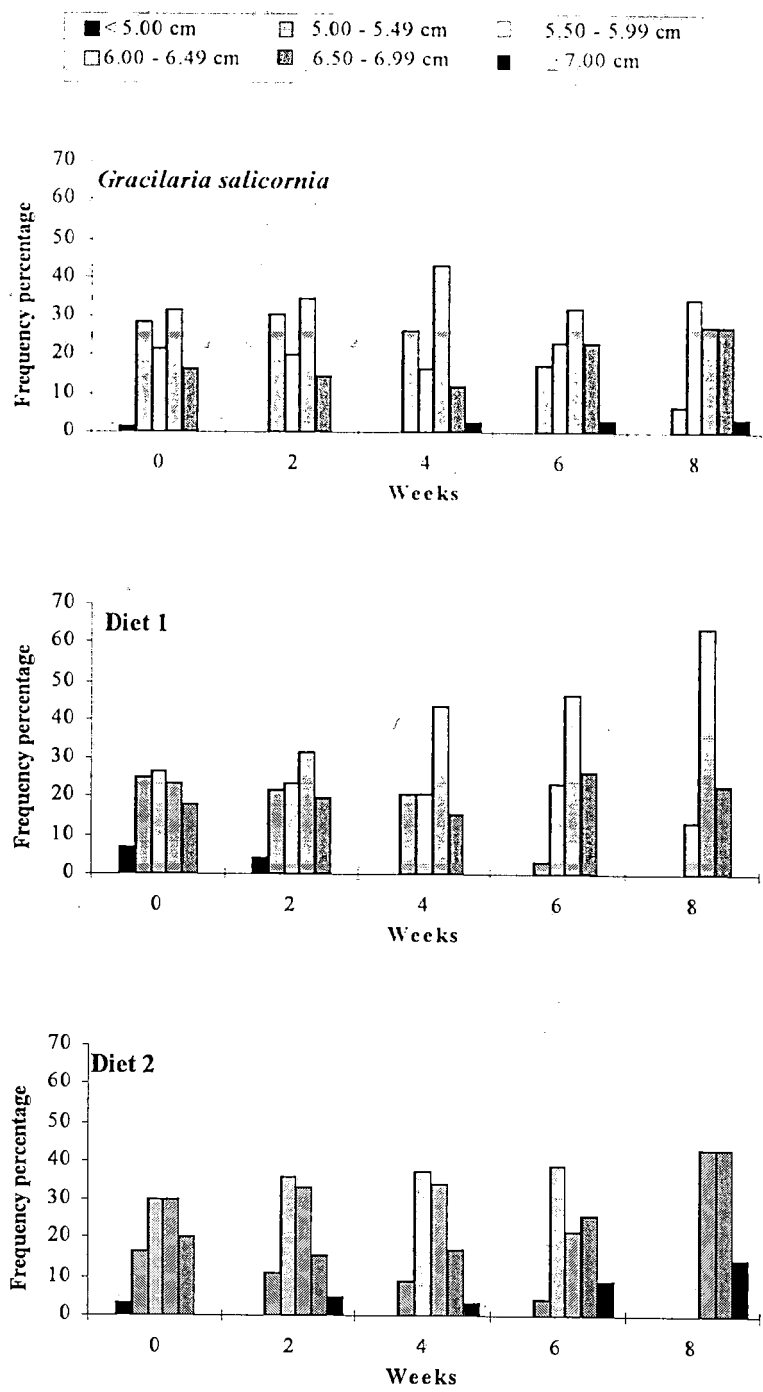 < 5.00 cm 5.00 - 5.49 cm 5.50 - 5.99 cm
6.00 - 6.49 cm 6.50 - 6.99 cm 7.00 cm
Gracilaria salicornia
Frequency percentage
70
60
50
40
30
20
10
0
0 2 4 6 8
Weeks
Diet 1
Frequency percentage
70
60
50
40
30
20
10
0
0 2 4 6 8
Weeks
Diet 2
Frequency percentage
70
60
50
40
30
20
10
0
0 2 4 6 8
Weeks